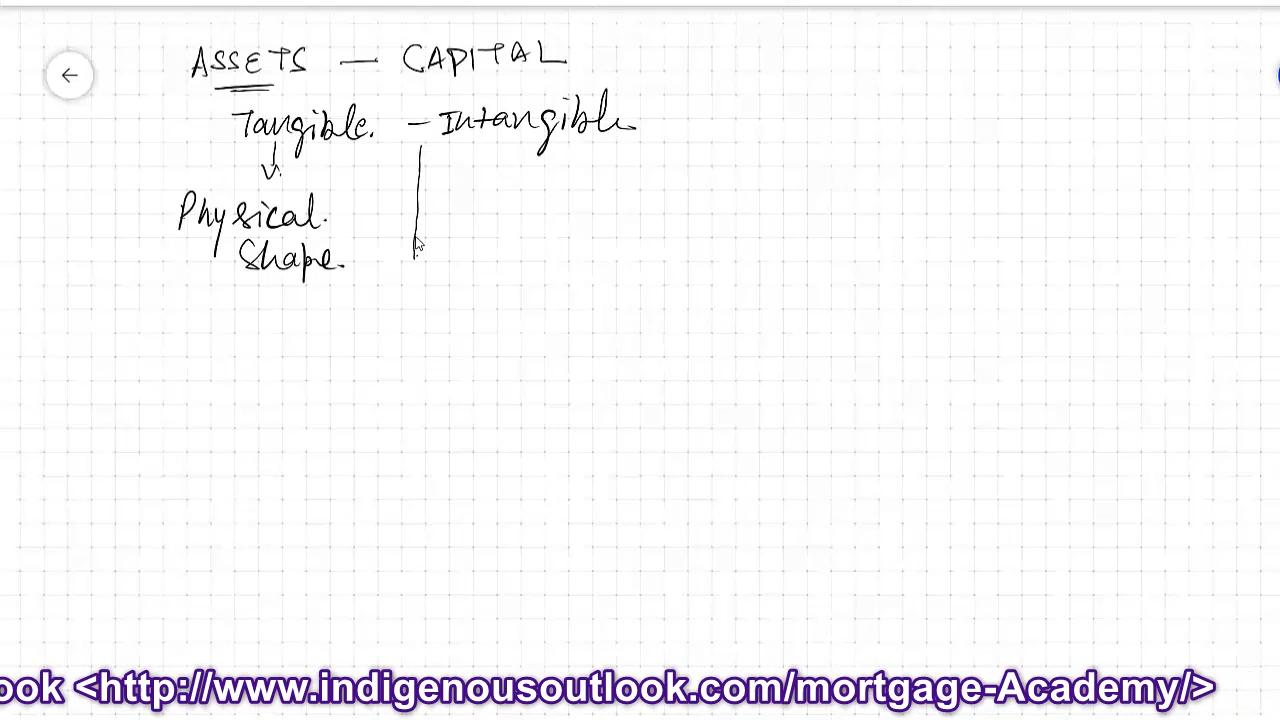 ASSETS — CAPITAL
Tangible. — Intangible
Physical.
Shape.
ook <http://www.indigenousoutlook.com/mortgage-Academy/>